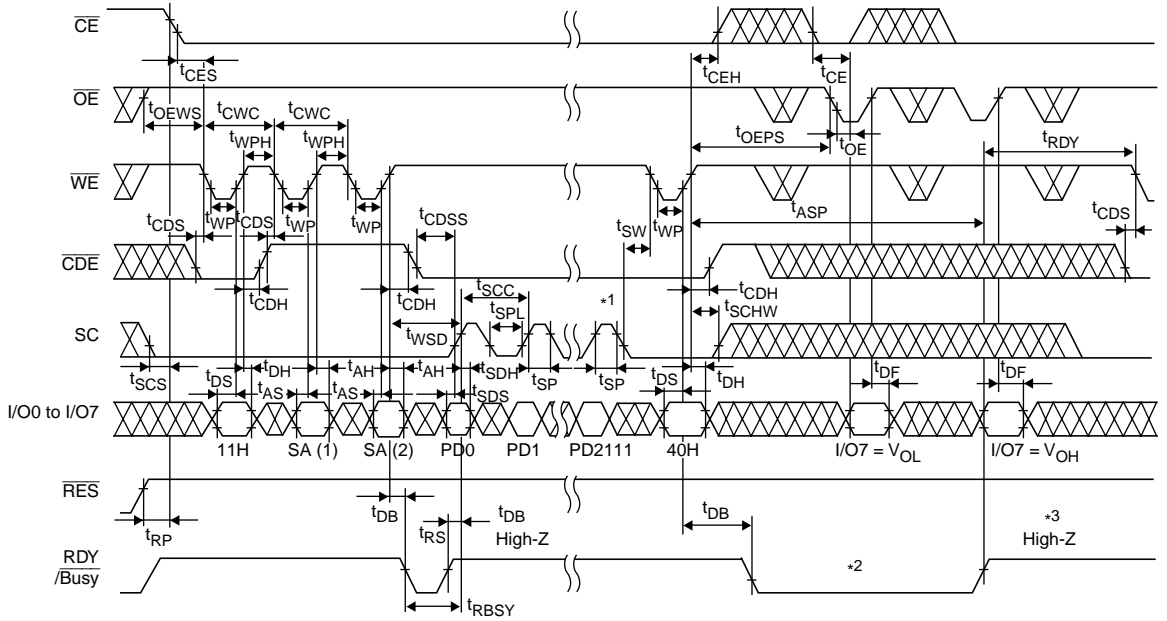 CE
tCES
tCEH
tCE
OE
tOEWS
tCWC
tCWC
tWPH
tWPH
tOEPS
tOE
tRDY
WE
tCDS
tWP
tCDS
tWP
tWP
tCDSS
tSW
tWP
tASP
tCDS
CDE
tCDH
tCDH
tSCC
tSPL
*1
tCDH
tSCHW
SC
tWSD
tSCS
tDS
tDH
tAS
tAH
tAS
tAH
tSDH
tSDS
tSP
tSP
tDS
tDH
tDF
tDF
I/O0 to I/O7
11H
SA (1)
SA (2)
PD0
PD1
PD2111
40H
I/O7 = VOL
I/O7 = VOH
RES
tRP
tDB
tRS
tDB
High-Z
tDB
*3
High-Z
RDY
/Busy
tRBSY
*2